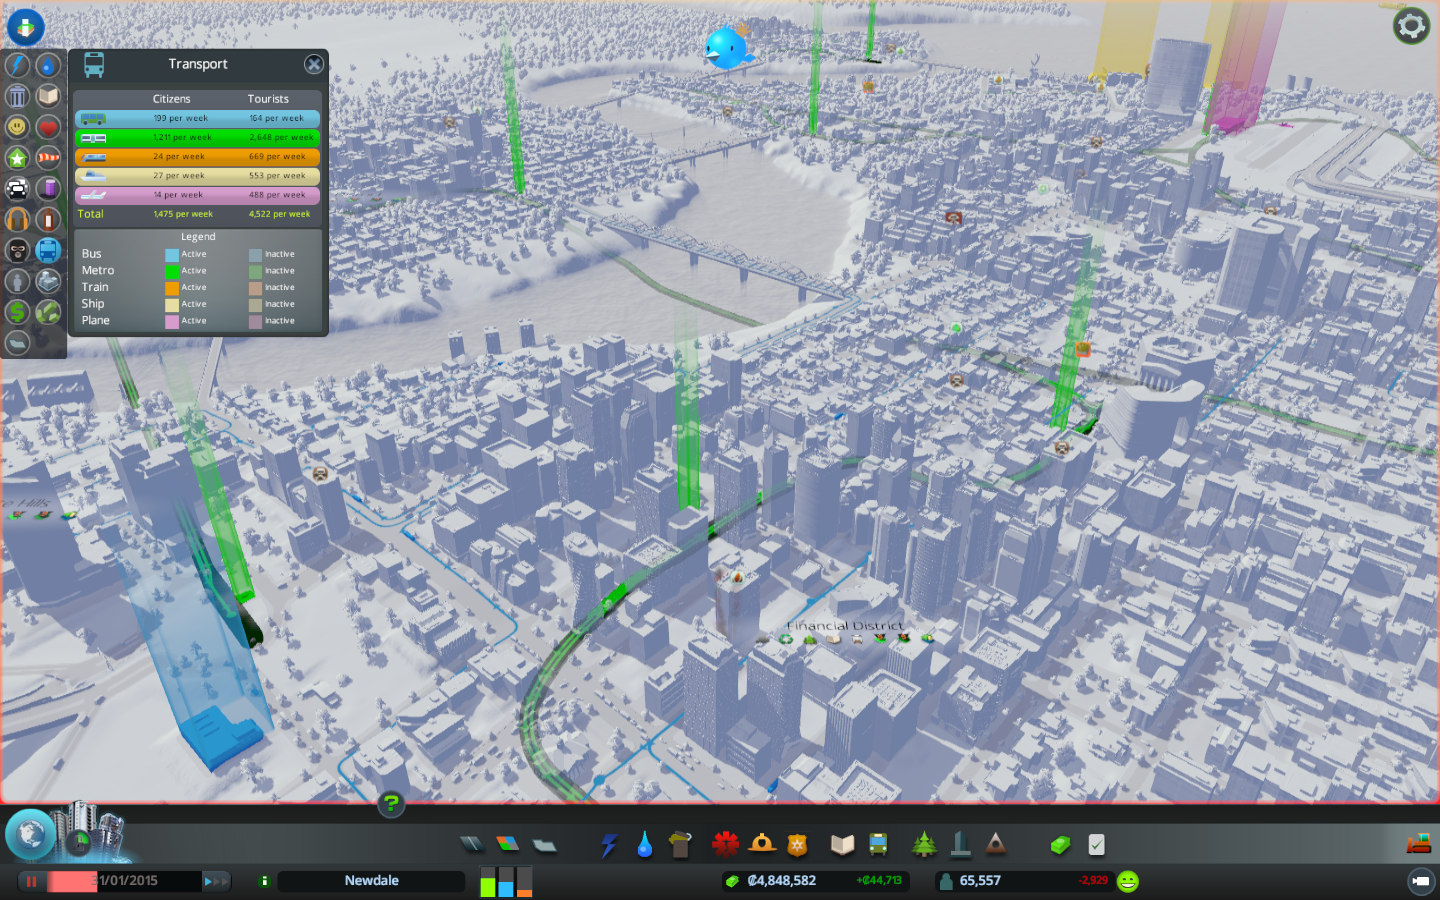 Transport
Citizens Tourists
199 per week 164 per week
1,211 per week 2,648 per week
24 per week 669 per week
27 per week 553 per week
14 per week 488 per week
Total 1,475 per week 4,522 per week
Legend
Bus Active Inactive
Metro Active Inactive
Train Active Inactive
Ship Active Inactive
Plane Active Inactive
Hills
Financial District
?
31/01/2015
Newdale
₡4,848,582 +₡44,713
65,557 -2,929